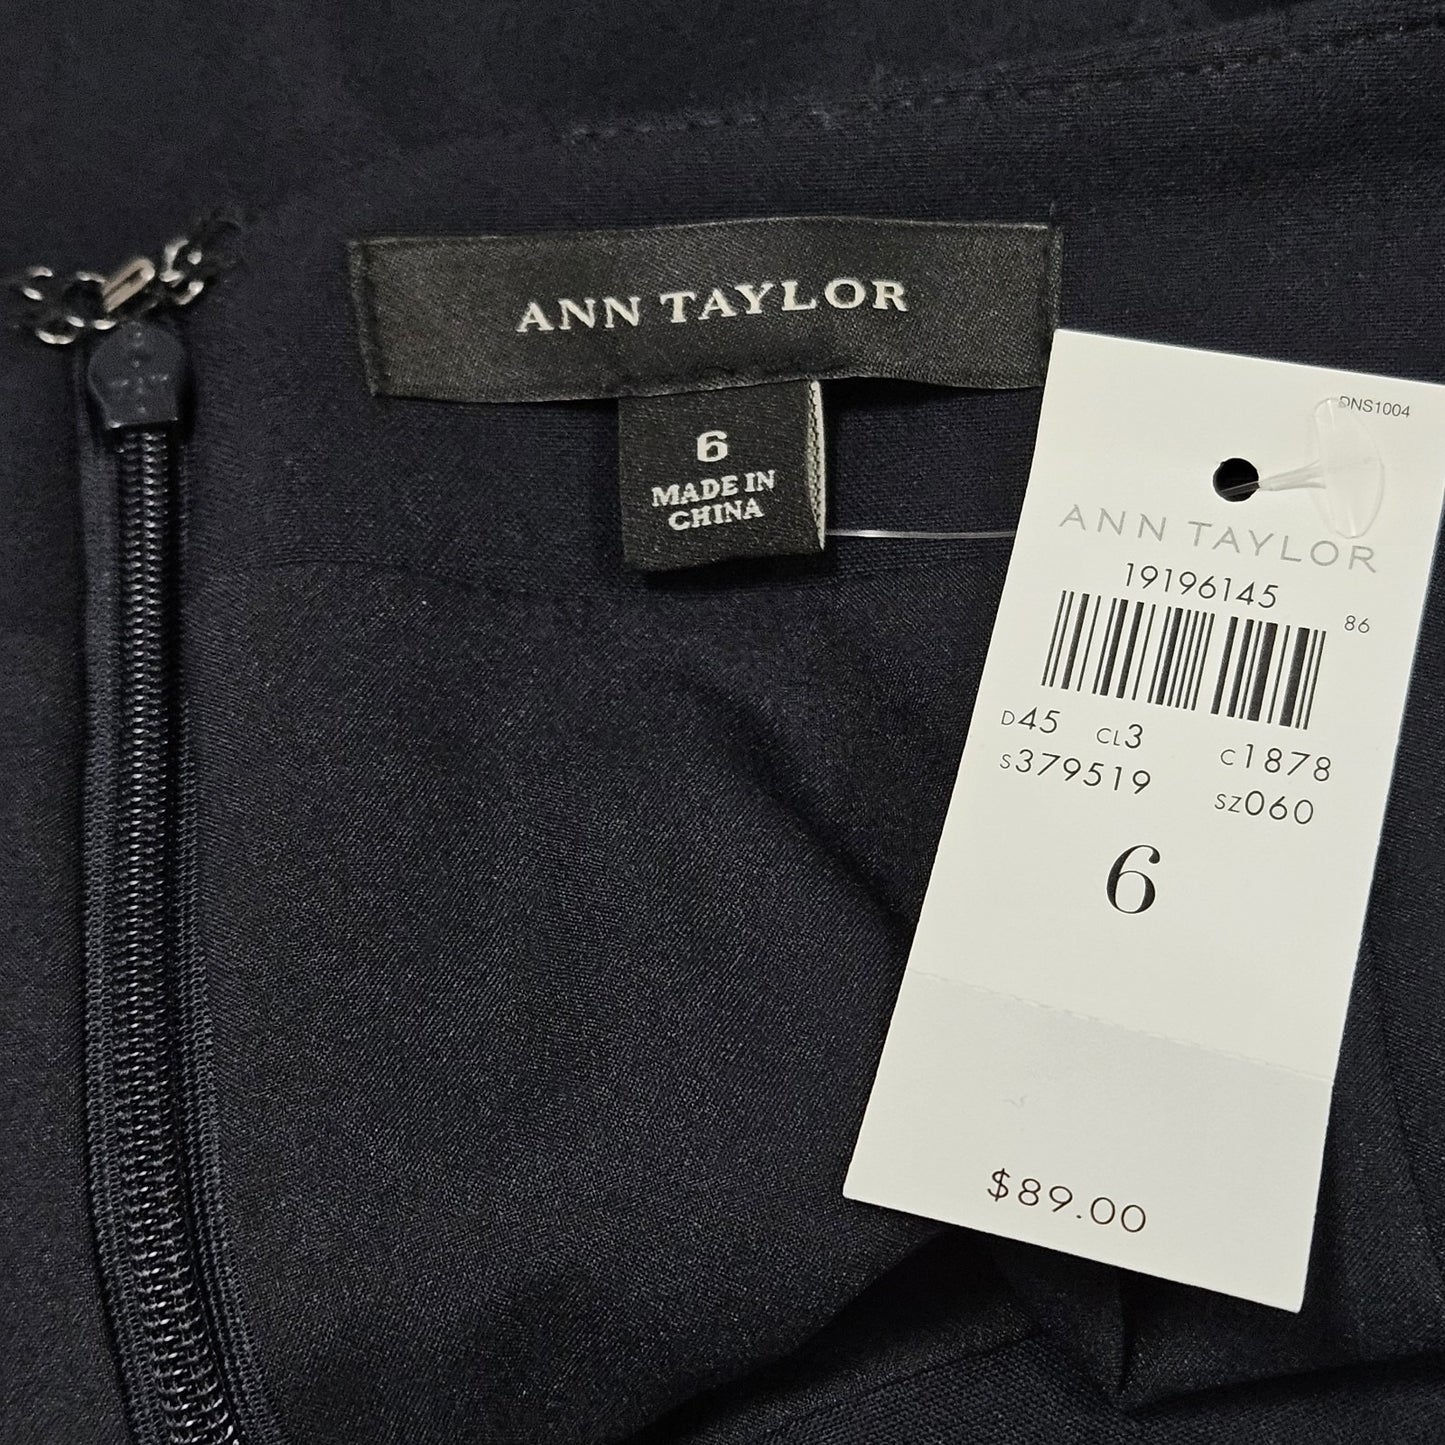 ANN TAYLOR
6
MADE IN
CHINA
DNS1004
ANN TAYLOR
19196145
86
D45 CL3 C1878
S379519 SZ060
6
$89.00